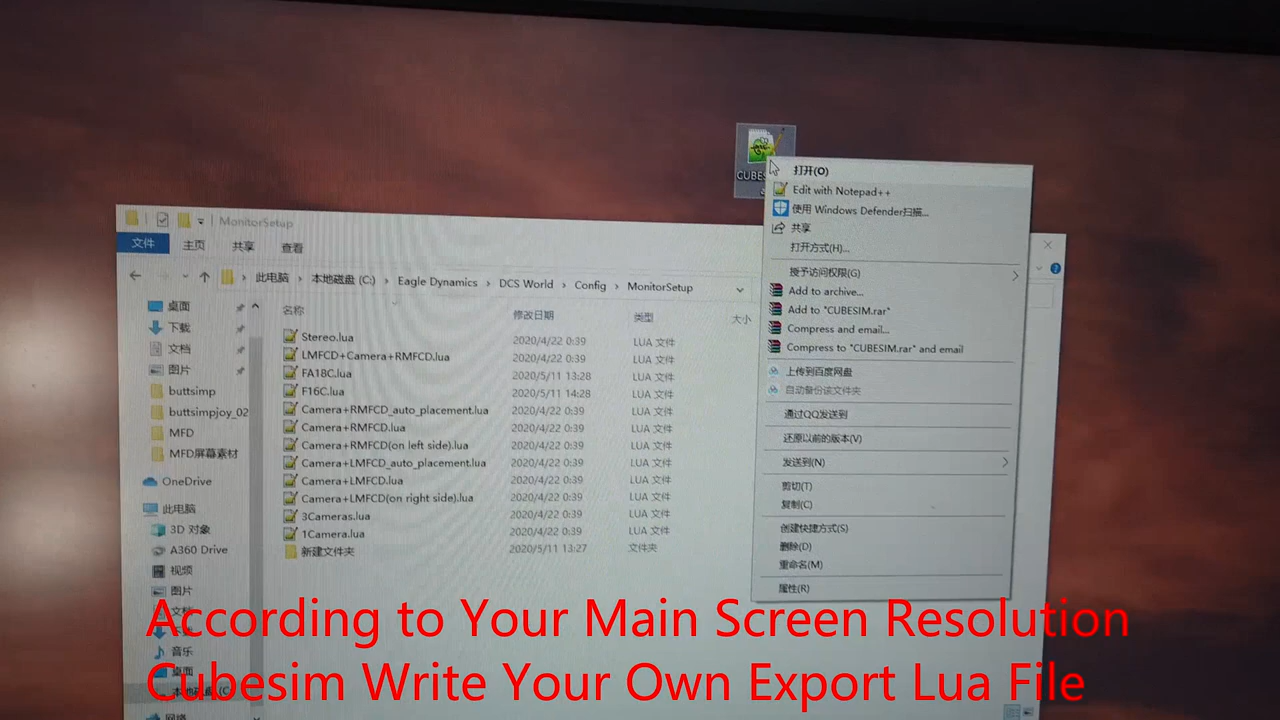 CUBES
打开(O)
Edit with Notepad++
使用 Windows Defender扫描...
共享
打开方式(H)...
授予访问权限(G)
Add to archive...
Add to "CUBESIM.rar"
Compress and email...
Compress to "CUBESIM.rar" and email
上传到百度网盘
自动备份该文件夹
通过QQ发送到
还原以前的版本(V)
发送到(N)
剪切(T)
复制(C)
创建快捷方式(S)
删除(D)
重命名(M)
属性(R)
MonitorSetup
文件 主页 共享 查看
此电脑 › 本地磁盘 (C:) › Eagle Dynamics › DCS World › Config › MonitorSetup
桌面
下载
文档
图片
buttsimp
buttsimpjoy_02
MFD
MFD屏幕素材
OneDrive
此电脑
3D 对象
A360 Drive
视频
图片
文档
音乐
桌面
本地磁盘 (C
网络
名称 修改日期 类型 大小
Stereo.lua 2020/4/22 0:39 LUA 文件
LMFCD+Camera+RMFCD.lua 2020/4/22 0:39 LUA 文件
FA18C.lua 2020/5/11 13:28 LUA 文件
F16C.lua 2020/5/11 14:28 LUA 文件
Camera+RMFCD_auto_placement.lua 2020/4/22 0:39 LUA 文件
Camera+RMFCD.lua 2020/4/22 0:39 LUA 文件
Camera+RMFCD(on left side).lua 2020/4/22 0:39 LUA 文件
Camera+LMFCD_auto_placement.lua 2020/4/22 0:39 LUA 文件
Camera+LMFCD.lua 2020/4/22 0:39 LUA 文件
Camera+LMFCD(on right side).lua 2020/4/22 0:39 LUA 文件
3Cameras.lua 2020/4/22 0:39 LUA 文件
1Camera.lua 2020/4/22 0:39 LUA 文件
新建文件夹 2020/5/11 13:27 文件夹
According to Your Main Screen Resolution
Cubesim Write Your Own Export Lua File